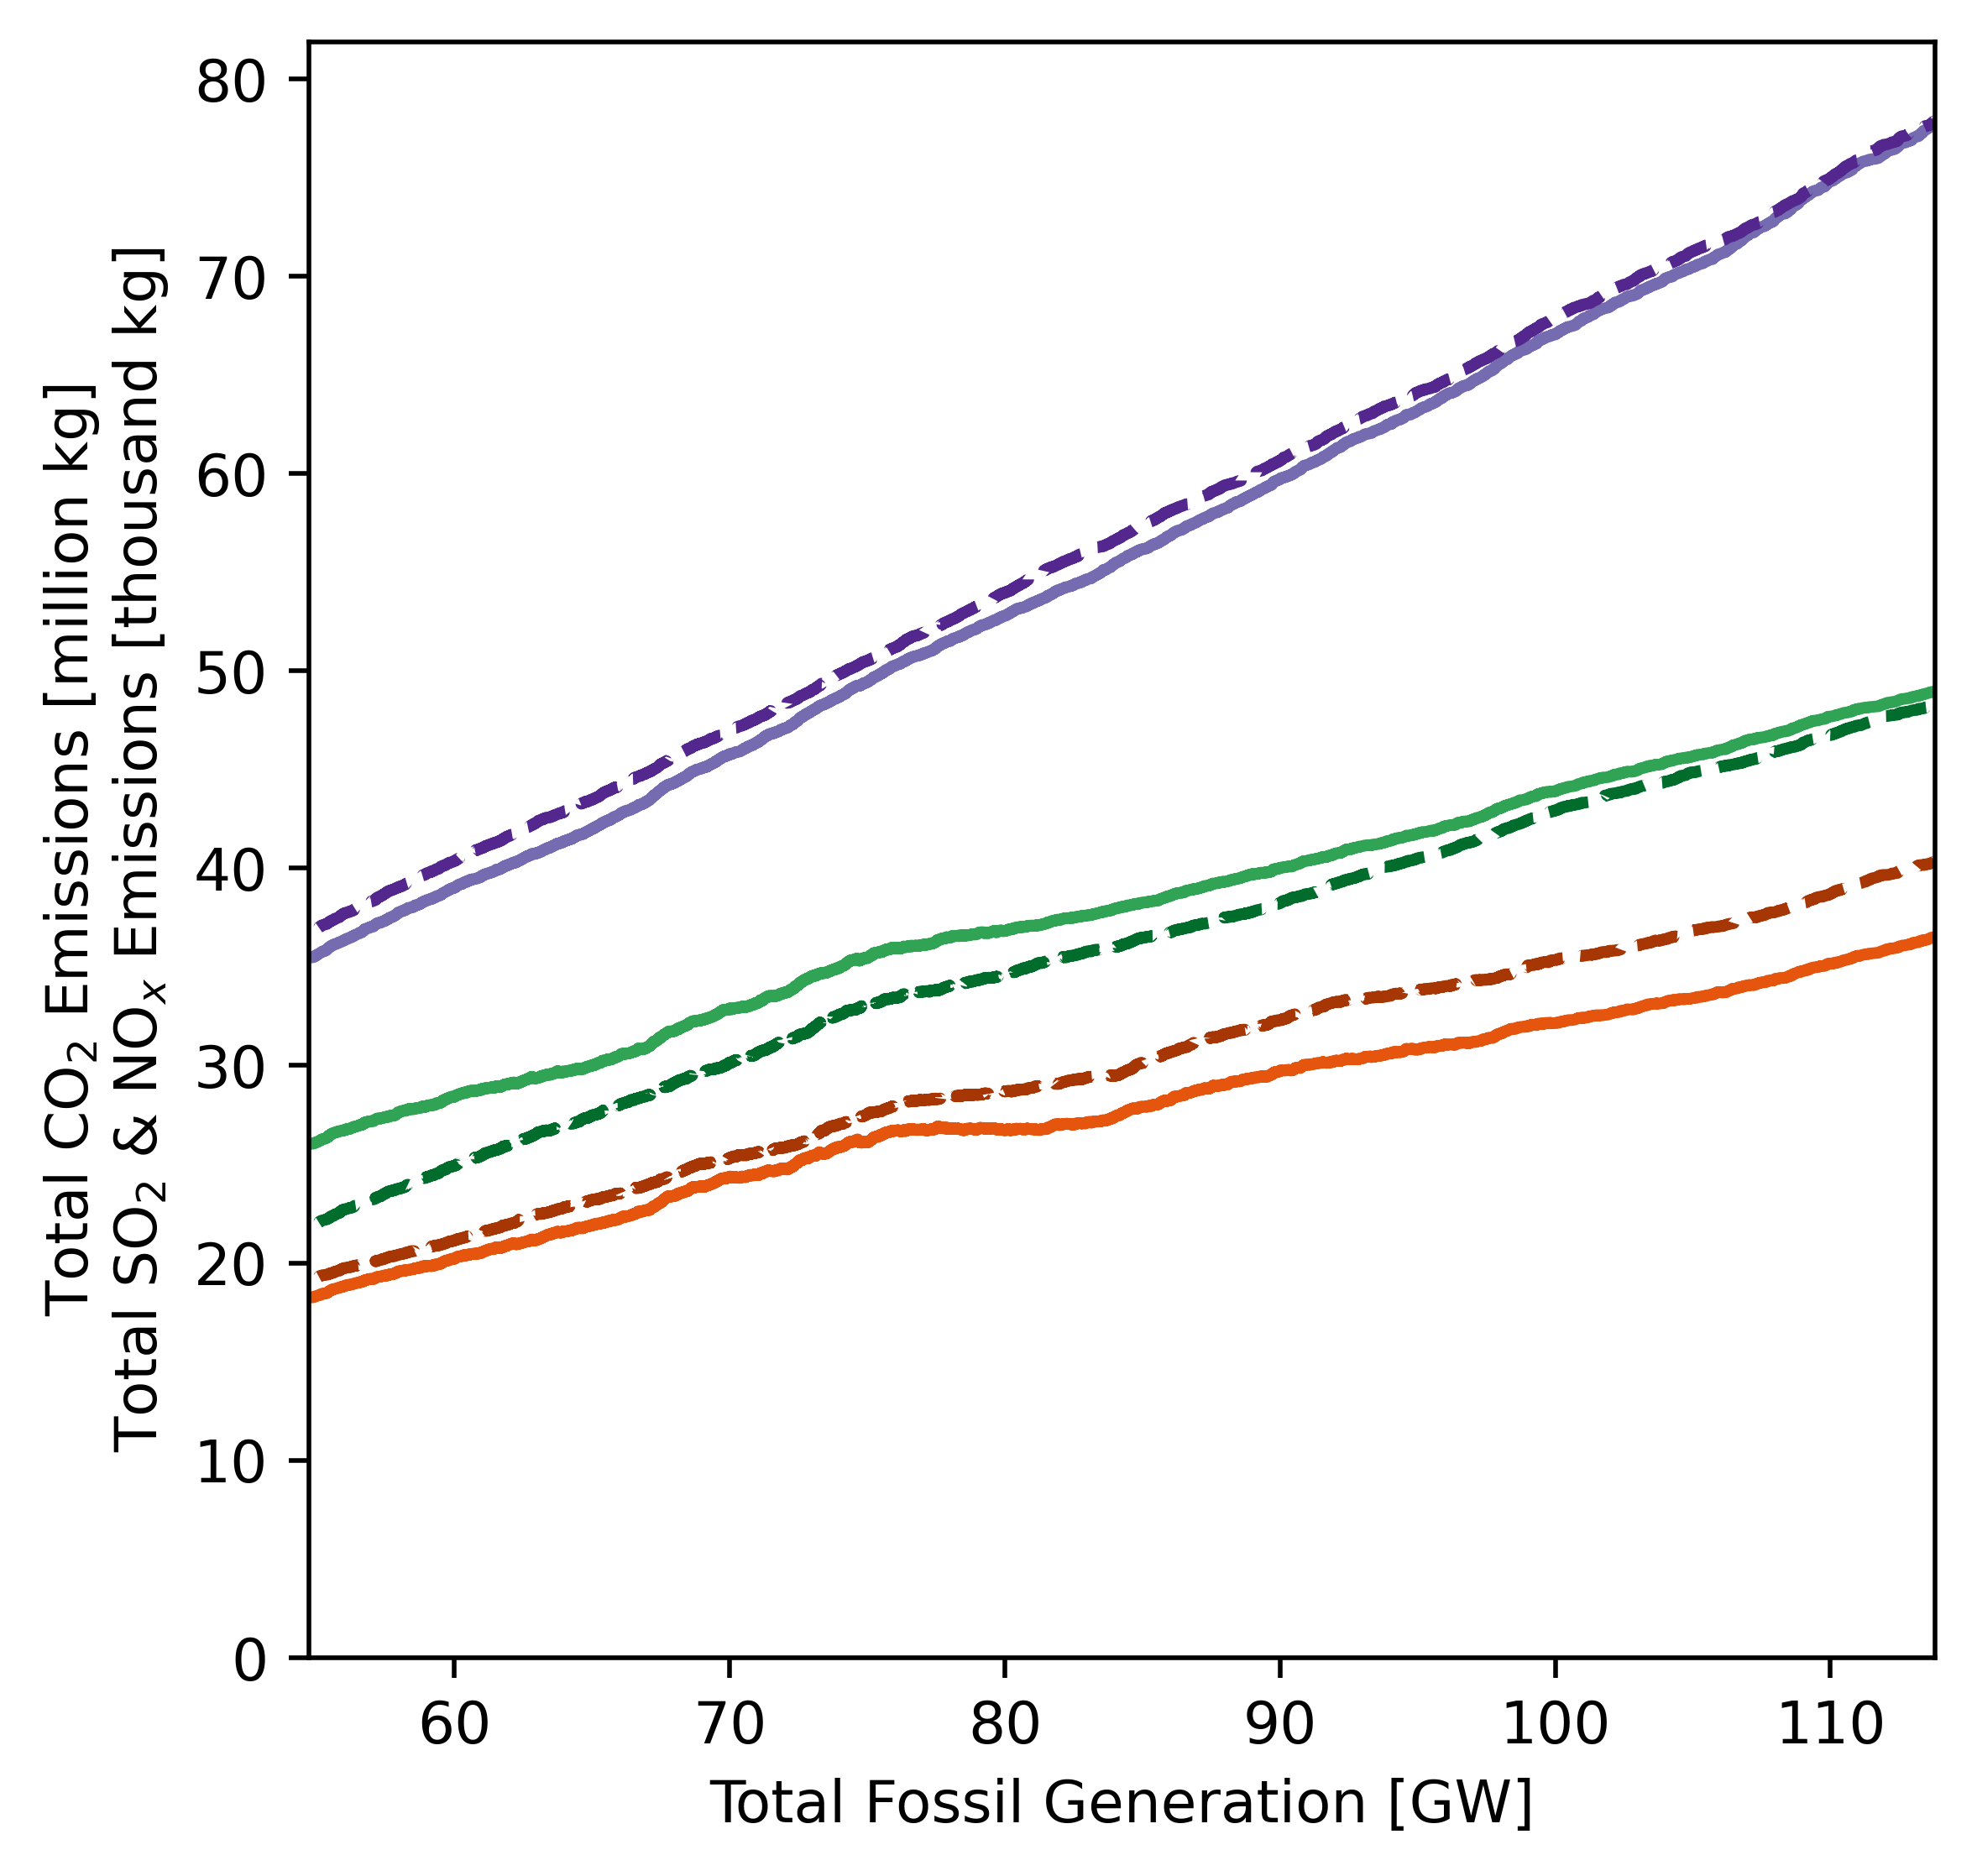 Total CO₂ Emissions [million kg]
Total SO₂ & NOₓ Emissions [thousand kg]
80
70
60
50
40
30
20
10
0
60 70 80 90 100 110
Total Fossil Generation [GW]